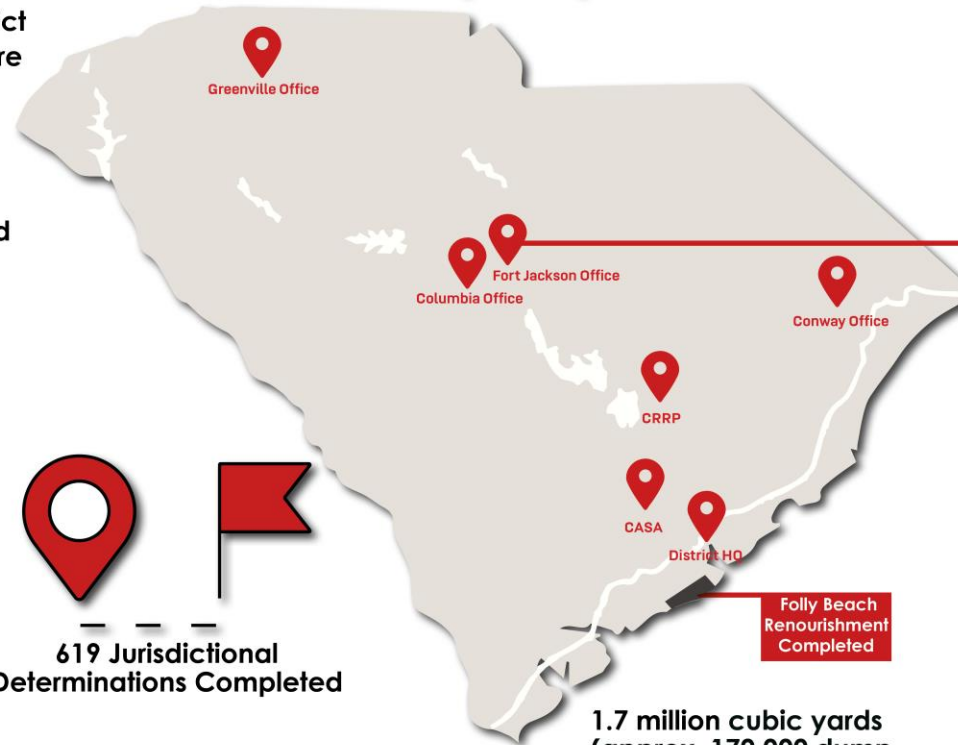 Greenville Office
Fort Jackson Office
Columbia Office
Conway Office
CRRP
CASA
District HQ
Folly Beach
Renourishment
Completed
619 Jurisdictional
Determinations Completed
1.7 million cubic yards